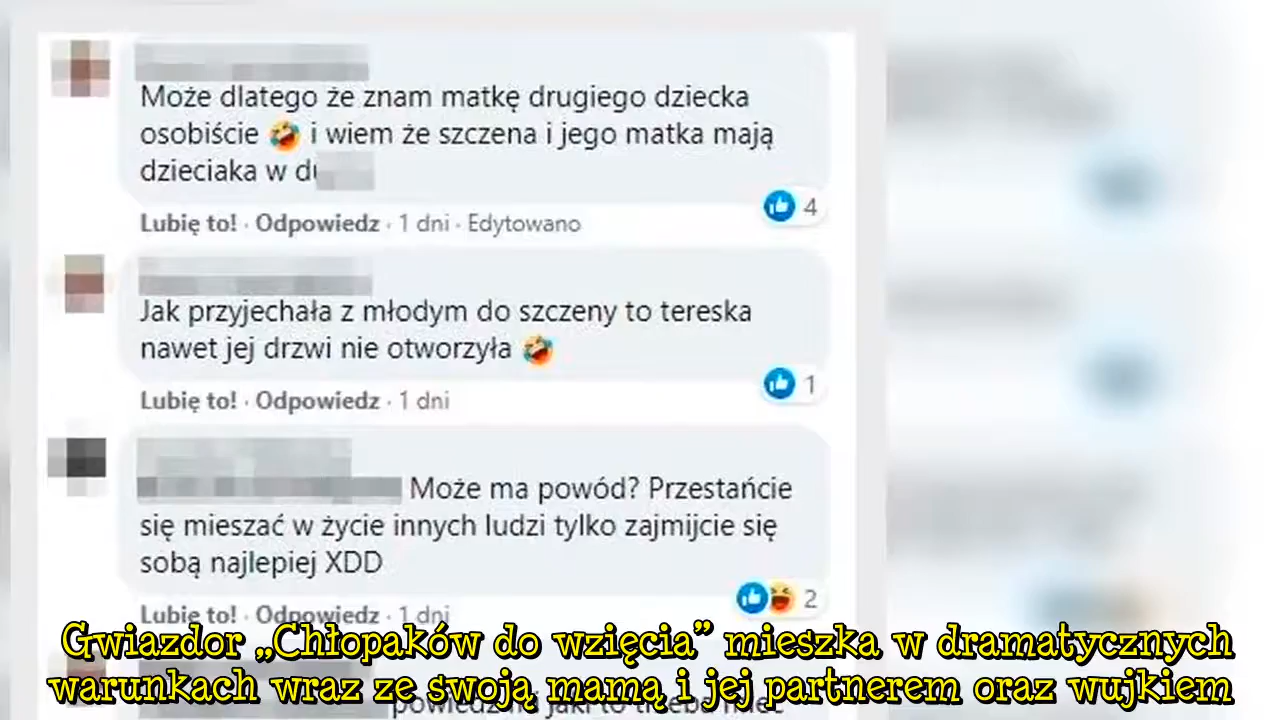 Może dlatego że znam matkę drugiego dziecka
osobiście 🤣 i wiem że szczena i jego matka mają
dzieciaka w du
4
Lubię to! · Odpowiedz · 1 dni · Edytowano
Jak przyjechała z młodym do szczeny to tereska
nawet jej drzwi nie otworzyła 🤣
1
Lubię to! · Odpowiedz · 1 dni
Może ma powód? Przestańcie
się mieszać w życie innych ludzi tylko zajmijcie się
sobą najlepiej XDD
2
Lubię to! · Odpowiedz · 1 dni
Gwiazdor „Chłopaków do wzięcia” mieszka w dramatycznych
warunkach wraz ze swoją mamą i jej partnerem oraz wujkiem